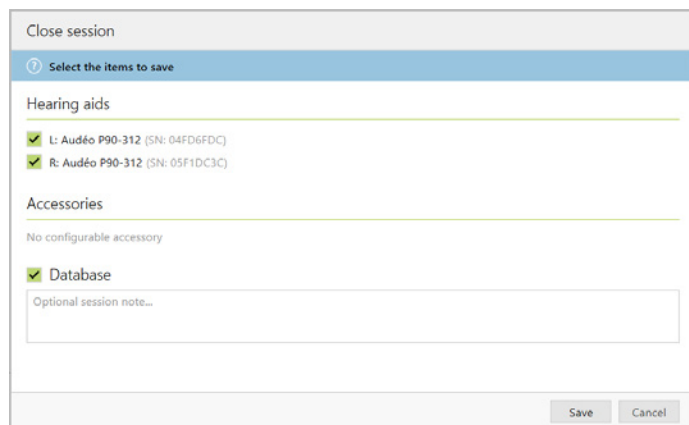 Close session
Select the items to save
Hearing aids
L: Audéo P90-312 (SN: 04FD6FDC)
R: Audéo P90-312 (SN: 05F1DC3C)
Accessories
No configurable accessory
Database
Optional session note...
Save Cancel